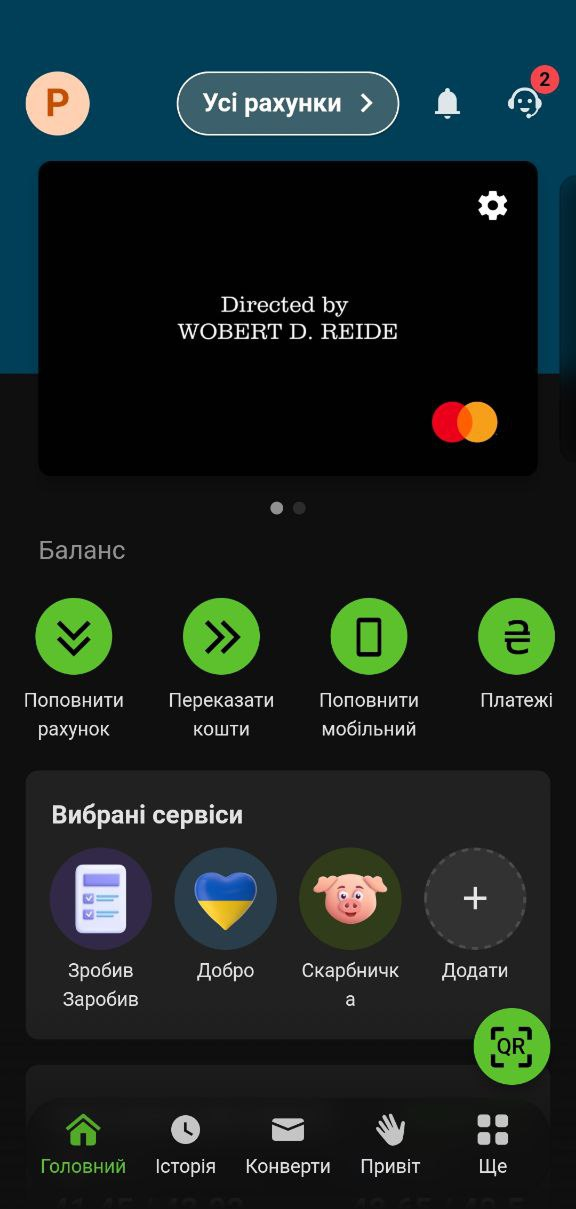 P
Усі рахунки
2
Directed by
WOBERT D. REIDE
Баланс
Поповнити
рахунок
Переказати
кошти
Поповнити
мобільний
Платежі
Вибрані сервіси
Зробив
Заробив
Добро
Скарбничк
а
Додати
QR
Головний
Історія
Конверти
Привіт
Ще